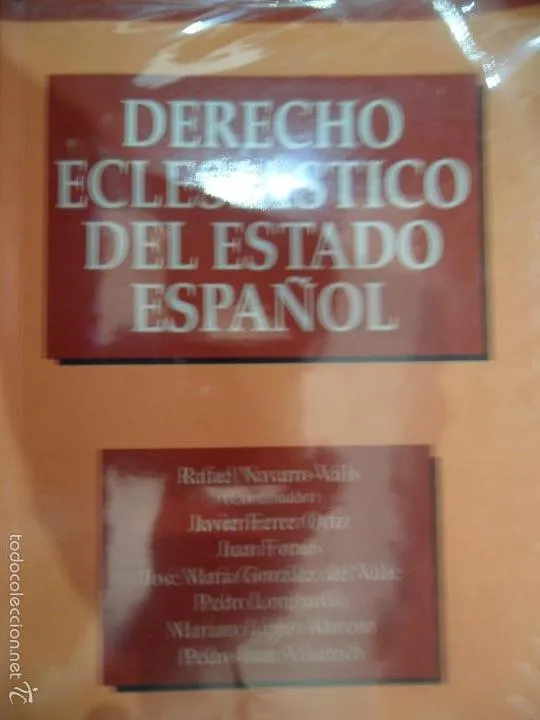 DERECHO
ECLESIÁSTICO
DEL ESTADO
ESPAÑOL
Rafael Navarro-Valls
(Coordinador)
Javier Ferrer Ortiz
Juan Fornés
José María González del Valle
Pedro Lombardía
Mariano López Alarcón
Pedro-Juan Viladrich
todocoleccion.net